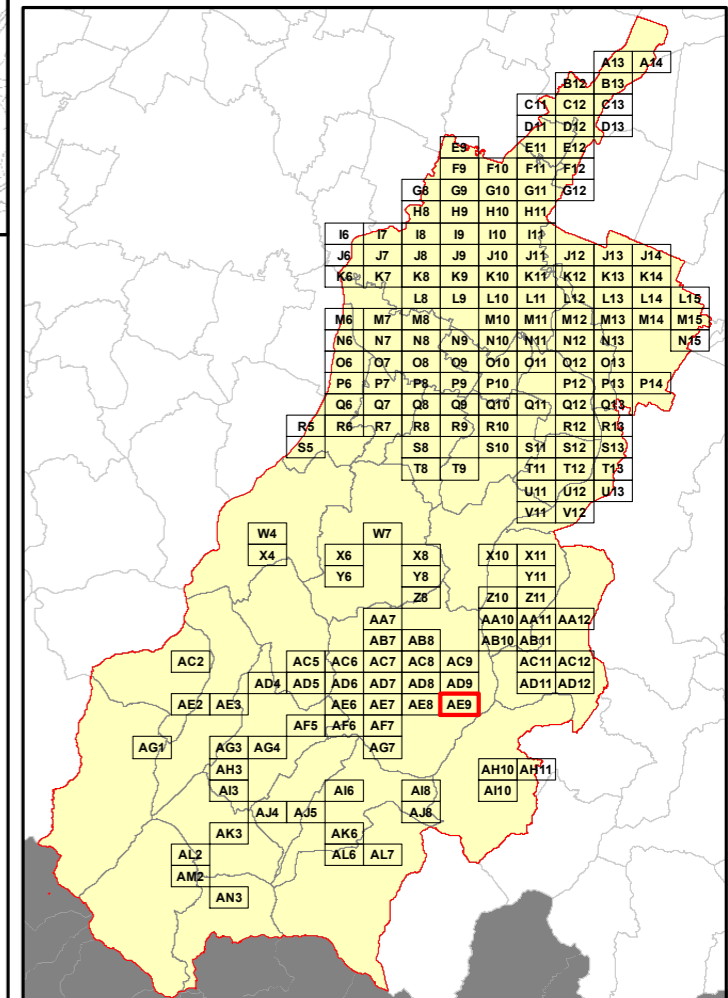 A13 A14
B12 B13
C11 C12 C13
D11 D12 D13
E9 E11 E12
F9 F10 F11 F12
G8 G9 G10 G11 G12
H8 H9 H10 H11
I6 I7 I8 I9 I10 I11
J6 J7 J8 J9 J10 J11 J12 J13 J14
K6 K7 K8 K9 K10 K11 K12 K13 K14
L8 L9 L10 L11 L12 L13 L14 L15
M6 M7 M8 M10 M11 M12 M13 M14 M15
N6 N7 N8 N9 N10 N11 N12 N13 N15
O6 O7 O8 O9 O10 O11 O12 O13
P6 P7 P8 P9 P10 P12 P13 P14
Q6 Q7 Q8 Q9 Q10 Q11 Q12 Q13
R5 R6 R7 R8 R9 R10 R12 R13
S5 S8 S10 S11 S12 S13
T8 T9 T11 T12 T13
U11 U12 U13
V11 V12
W4 W7
X4 X6 X8 X10 X11
Y6 Y8 Y11
Z8 Z10 Z11
AA7 AA10 AA11 AA12
AB7 AB8 AB10 AB11
AC2 AC5 AC6 AC7 AC8 AC9 AC11 AC12
AD4 AD5 AD6 AD7 AD8 AD9 AD11 AD12
AE2 AE3 AE6 AE7 AE8 AE9
AF5 AF6 AF7
AG1 AG3 AG4 AG7
AH3 AH10 AH11
AI3 AI6 AI8 AI10
AJ4 AJ5 AJ8
AK3 AK6
AL2 AL6 AL7
AM2
AN3